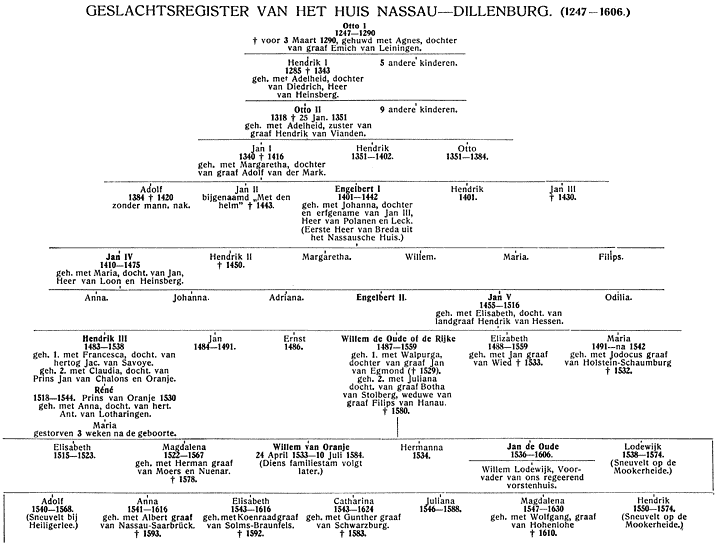 GESLACHTSREGISTER VAN HET HUIS NASSAU—DILLENBURG. (1247—1606.)
Otto I
1247—1290
† voor 3 Maart 1290, gehuwd met Agnes, dochter
van graaf Emich van Leiningen.
Hendrik I
1285 † 1343
geh. met Adelheid, dochter
van Diedrich, Heer
van Heinsberg.
5 andere kinderen.
Otto II
1318 † 25 Jan. 1351
geh. met Adelheid, zuster van
graaf Hendrik van Vianden.
9 andere kinderen.
Jan I
1340 † 1416
geh. met Margaretha, dochter
van graaf Adolf van der Mark.
Hendrik
1351—1402.
Otto
1351—1384.
Adolf
1384 † 1420
zonder mann. nak.
Jan II
bijgenaamd „Met den
helm" † 1443.
Engelbert I
1401—1442
geh. met Johanna, dochter
en erfgename van Jan III,
Heer van Polanen en Leck.
(Eerste Heer van Breda uit
het Nassausche Huis.)
Hendrik
1401.
Jan III
† 1430.
Jan IV
1410—1475
geh. met Maria, docht. van Jan,
Heer van Loon en Heinsberg.
Hendrik II
† 1450.
Margaretha.
Willem.
Maria.
Filips.
Anna.
Johanna.
Adriana.
Engelbert II.
Jan V
1455—1516
geh. met Elisabeth, docht. van
landgraaf Hendrik van Hessen.
Odilia.
Hendrik III
1483—1538
geh. 1. met Francesca, docht. van
hertog Jac. van Savoye.
geh. 2. met Claudia, docht. van
Prins Jan van Chalons en Oranje.
Réné
1518—1544. Prins van Oranje 1530
geh. met Anna, docht. van hert.
Ant. van Lotharingen.
Maria
gestorven 3 weken na de geboorte.
Jan
1484—1491.
Ernst
1486.
Willem de Oude of de Rijke
1487—1559
geh. 1. met Walpurga,
dochter van graaf Jan
van Egmond († 1529).
geh. 2. met Juliana
docht. van graaf Botha
van Stolberg, weduwe van
graaf Filips van Hanau.
† 1580.
Elizabeth
1488—1559
geh. met Jan graaf
van Wied † 1533.
Maria
1491—na 1542
geh. met Jodocus graaf
van Holstein-Schaumburg
† 1532.
Elisabeth
1515—1523.
Magdalena
1522—1567
geh. met Herman graaf
van Moers en Nuenar.
† 1578.
Willem van Oranje
24 April 1533—10 Juli 1584.
(Diens familiestam volgt
later.)
Hermanna
1534.
Jan de Oude
1536—1606.
Willem Lodewijk, Voor-
vader van ons regeerend
vorstenhuis.
Lodewijk
1538—1574.
(Sneuvelt op de
Mookerheide.)
Adolf
1540—1568.
(Sneuvelt bij
Heiligerlee.)
Anna
1541—1616
geh. met Albert graaf
van Nassau-Saarbrück.
† 1593.
Elisabeth
1543—1616
geh. met Koenraadgraaf
van Solms-Braunfels.
† 1592.
Catharina
1543—1624
geh. met Gunther graaf
van Schwarzburg.
† 1583.
Juliana
1546—1588.
Magdalena
1547—1630
geh. met Wolfgang, graaf
van Hohenlohe
† 1610.
Hendrik
1550—1574.
(Sneuvelt op de
Mookerheide.)